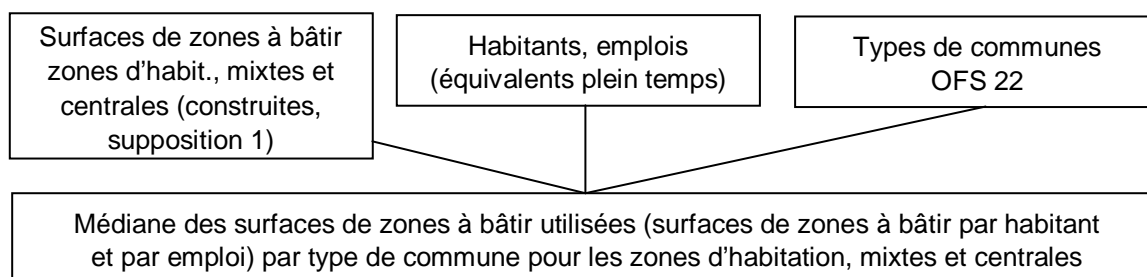 Surfaces de zones à bâtir
zones d'habit., mixtes et
centrales (construites,
supposition 1)
Habitants, emplois
(équivalents plein temps)
Types de communes
OFS 22
Médiane des surfaces de zones à bâtir utilisées (surfaces de zones à bâtir par habitant
et par emploi) par type de commune pour les zones d'habitation, mixtes et centrales